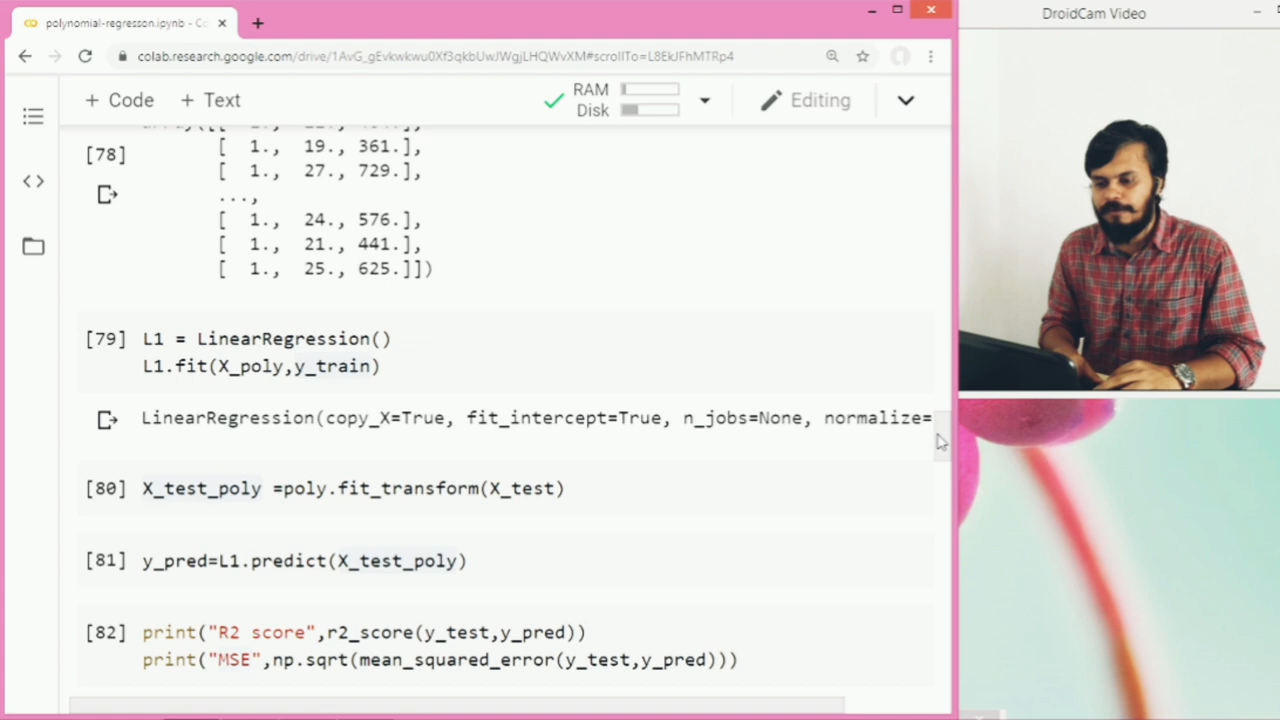 polynomial-regresson.ipynb - Co
DroidCam Video
colab.research.google.com/drive/1AvG_gEvkwkwu0Xf3qkbUwJWgjLHQWvXM#scrollTo=L8EkJFhMTRp4
+ Code + Text
RAM
Disk
Editing
[78]
[ 1., 19., 361.],
[ 1., 27., 729.],
...,
[ 1., 24., 576.],
[ 1., 21., 441.],
[ 1., 25., 625.]])
[79] L1 = LinearRegression()
L1.fit(X_poly,y_train)
LinearRegression(copy_X=True, fit_intercept=True, n_jobs=None, normalize=
[80] X_test_poly =poly.fit_transform(X_test)
[81] y_pred=L1.predict(X_test_poly)
[82] print("R2 score",r2_score(y_test,y_pred))
print("MSE",np.sqrt(mean_squared_error(y_test,y_pred)))